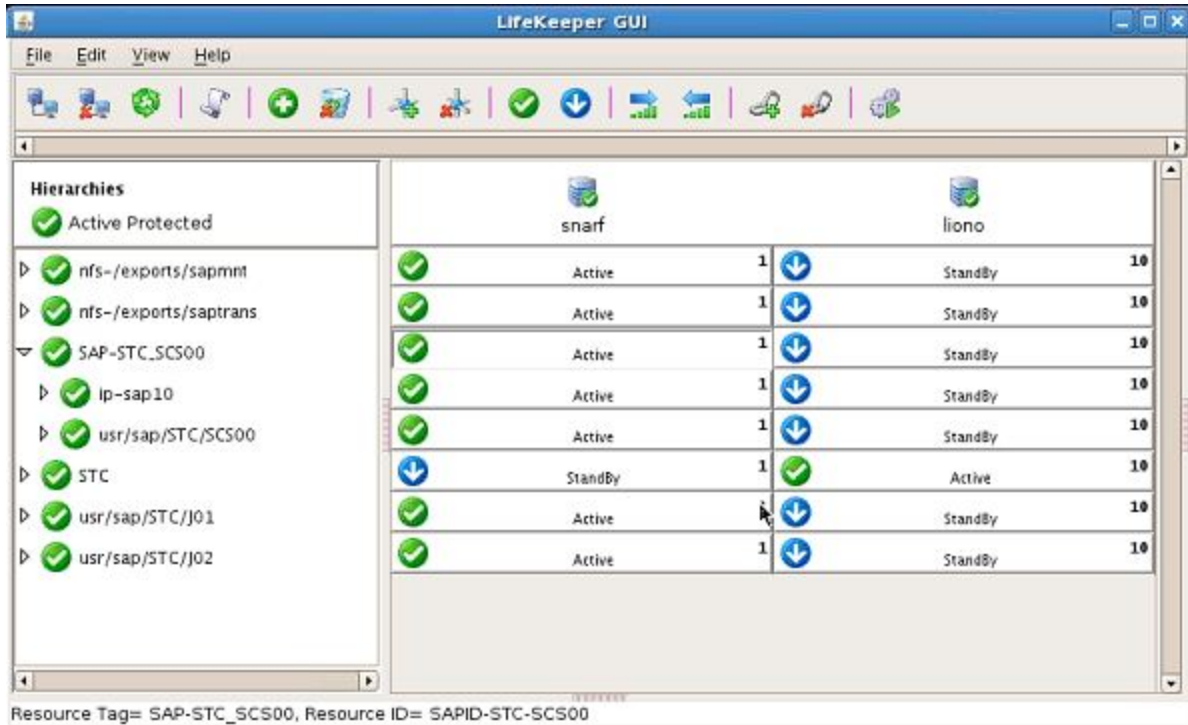 LifeKeeper GUI
File Edit View Help
Hierarchies
Active Protected
snarf
liono
nfs-/exports/sapmnt Active 1 StandBy 10
nfs-/exports/saptrans Active 1 StandBy 10
SAP-STC_SCS00 Active 1 StandBy 10
ip-sap10 Active 1 StandBy 10
usr/sap/STC/SCS00 Active 1 StandBy 10
STC StandBy 1 Active 10
usr/sap/STC/J01 Active StandBy 10
usr/sap/STC/J02 Active 1 StandBy 10
Resource Tag= SAP-STC_SCS00, Resource ID= SAPID-STC-SCS00